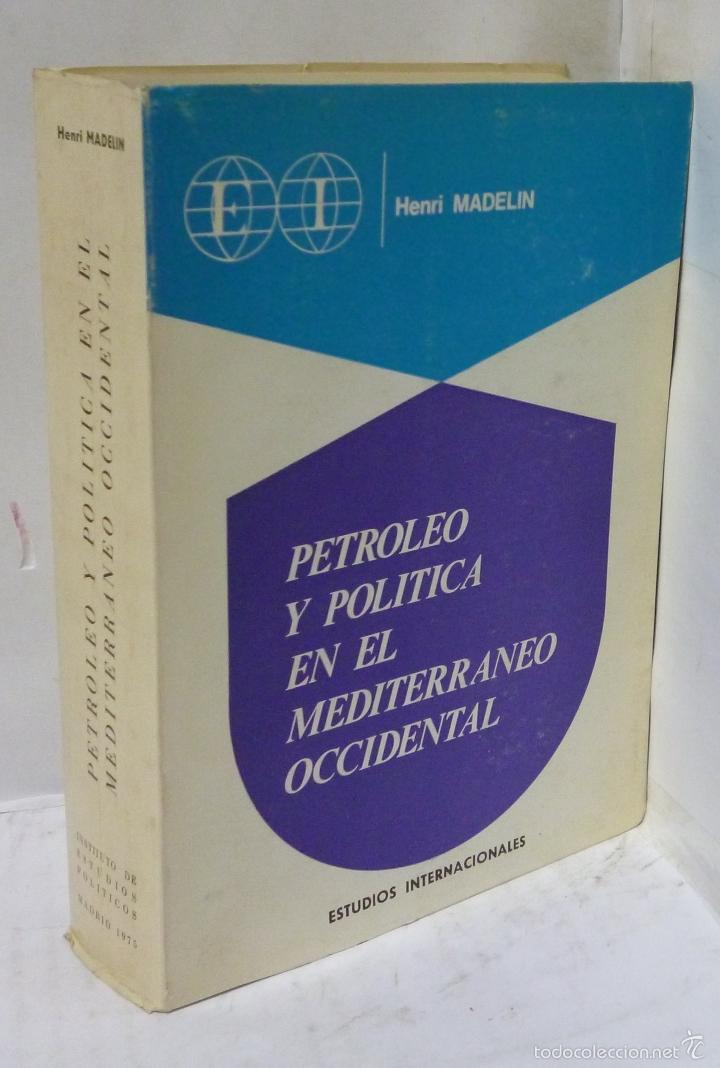 Henri MADELIN
PETROLEO Y POLITICA EN EL
MEDITERRANEO OCCIDENTAL
INSTITUTO DE
ESTUDIOS
POLITICOS
MADRID 1975
E I
Henri MADELIN
PETROLEO
Y POLITICA
EN EL
MEDITERRANEO
OCCIDENTAL
ESTUDIOS INTERNACIONALES
todocoleccion.net